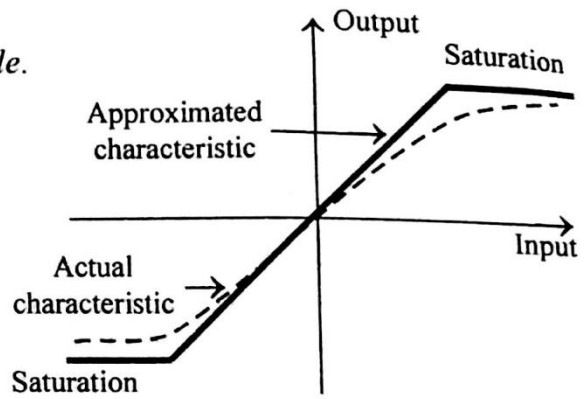 Output
le.
Saturation
Approximated
characteristic
Input
Actual
characteristic
Saturation